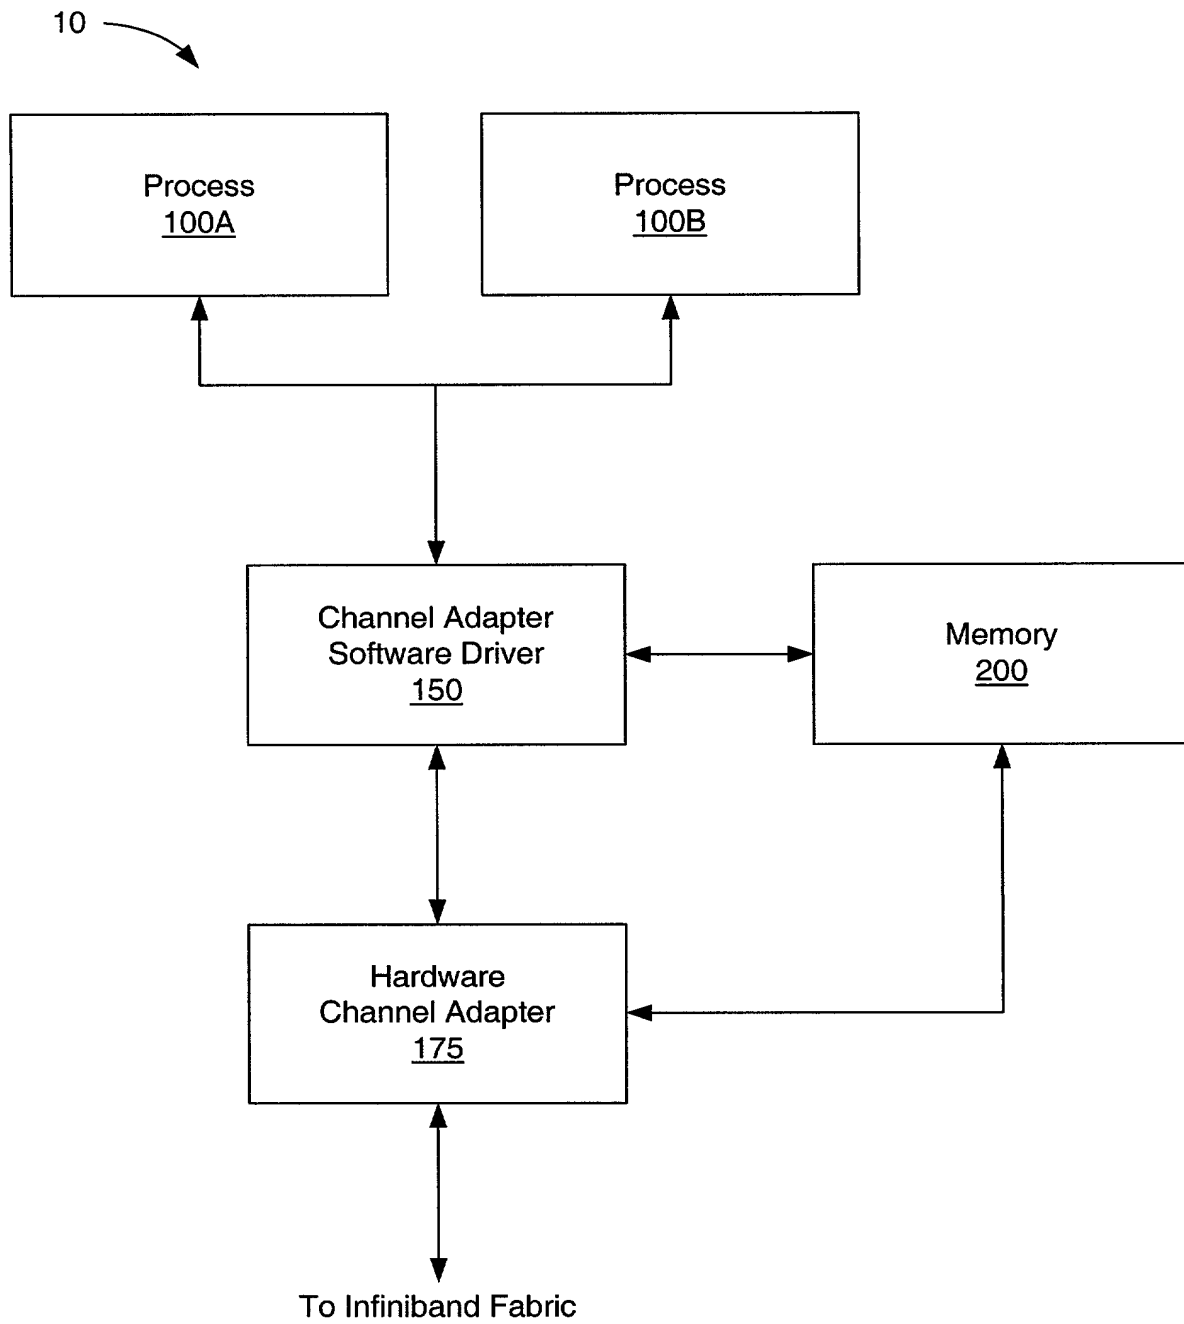 10
Process
100A
Process
100B
Channel Adapter
Software Driver
150
Memory
200
Hardware
Channel Adapter
175
To Infiniband Fabric